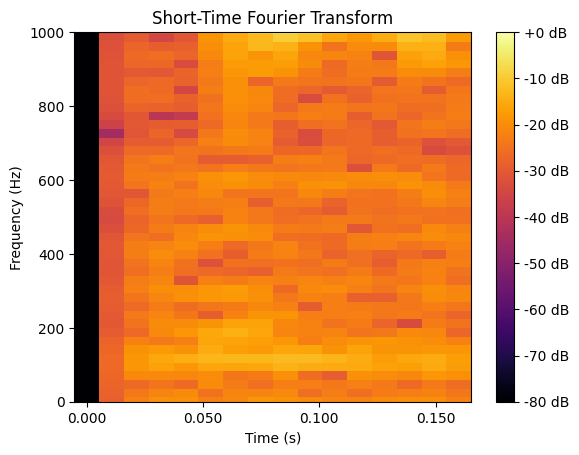 Short-Time Fourier Transform
1000
800
600
400
200
0
Frequency (Hz)
0.000
0.050
0.100
0.150
Time (s)
+0 dB
-10 dB
-20 dB
-30 dB
-40 dB
-50 dB
-60 dB
-70 dB
-80 dB